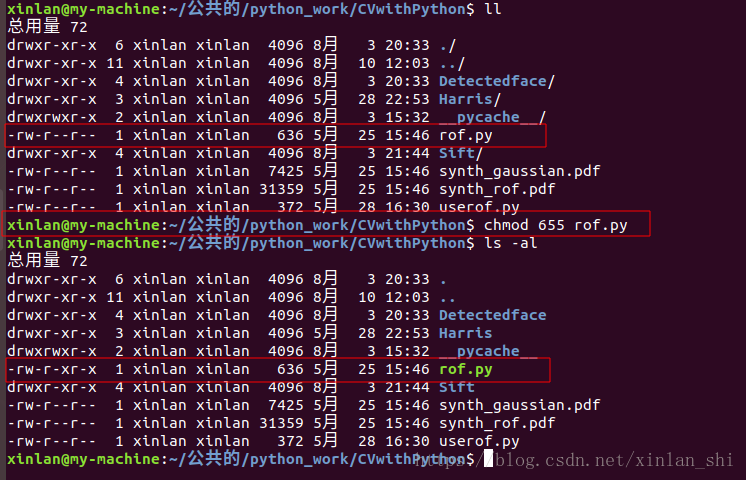 xinlan@my-machine:~/公共的/python_work/CVwithPython$ ll
总用量 72
drwxr-xr-x  6 xinlan xinlan  4096 8月   3 20:33 ./
drwxr-xr-x 11 xinlan xinlan  4096 8月  10 12:03 ../
drwxr-xr-x  4 xinlan xinlan  4096 8月   3 20:33 Detectedface/
drwxr-xr-x  3 xinlan xinlan  4096 5月  28 22:53 Harris/
drwxrwxr-x  2 xinlan xinlan  4096 8月   3 15:32 __pycache__/
-rw-r--r--  1 xinlan xinlan   636 5月  25 15:46 rof.py
drwxr-xr-x  4 xinlan xinlan  4096 8月   3 21:44 Sift/
-rw-r--r--  1 xinlan xinlan  7425 5月  25 15:46 synth_gaussian.pdf
-rw-r--r--  1 xinlan xinlan 31359 5月  25 15:46 synth_rof.pdf
-rw-r--r--  1 xinlan xinlan   372 5月  28 16:30 userof.py
xinlan@my-machine:~/公共的/python_work/CVwithPython$ chmod 655 rof.py
xinlan@my-machine:~/公共的/python_work/CVwithPython$ ls -al
总用量 72
drwxr-xr-x  6 xinlan xinlan  4096 8月   3 20:33 .
drwxr-xr-x 11 xinlan xinlan  4096 8月  10 12:03 ..
drwxr-xr-x  4 xinlan xinlan  4096 8月   3 20:33 Detectedface
drwxr-xr-x  3 xinlan xinlan  4096 5月  28 22:53 Harris
drwxrwxr-x  2 xinlan xinlan  4096 8月   3 15:32 __pycache__
-rw-r-xr-x  1 xinlan xinlan   636 5月  25 15:46 rof.py
drwxr-xr-x  4 xinlan xinlan  4096 8月   3 21:44 Sift
-rw-r--r--  1 xinlan xinlan  7425 5月  25 15:46 synth_gaussian.pdf
-rw-r--r--  1 xinlan xinlan 31359 5月  25 15:46 synth_rof.pdf
-rw-r--r--  1 xinlan xinlan   372 5月  28 16:30 userof.py
xinlan@my-machine:~/公共的/python_work/CVwithPython$
https://blog.csdn.net/xinlan_shi